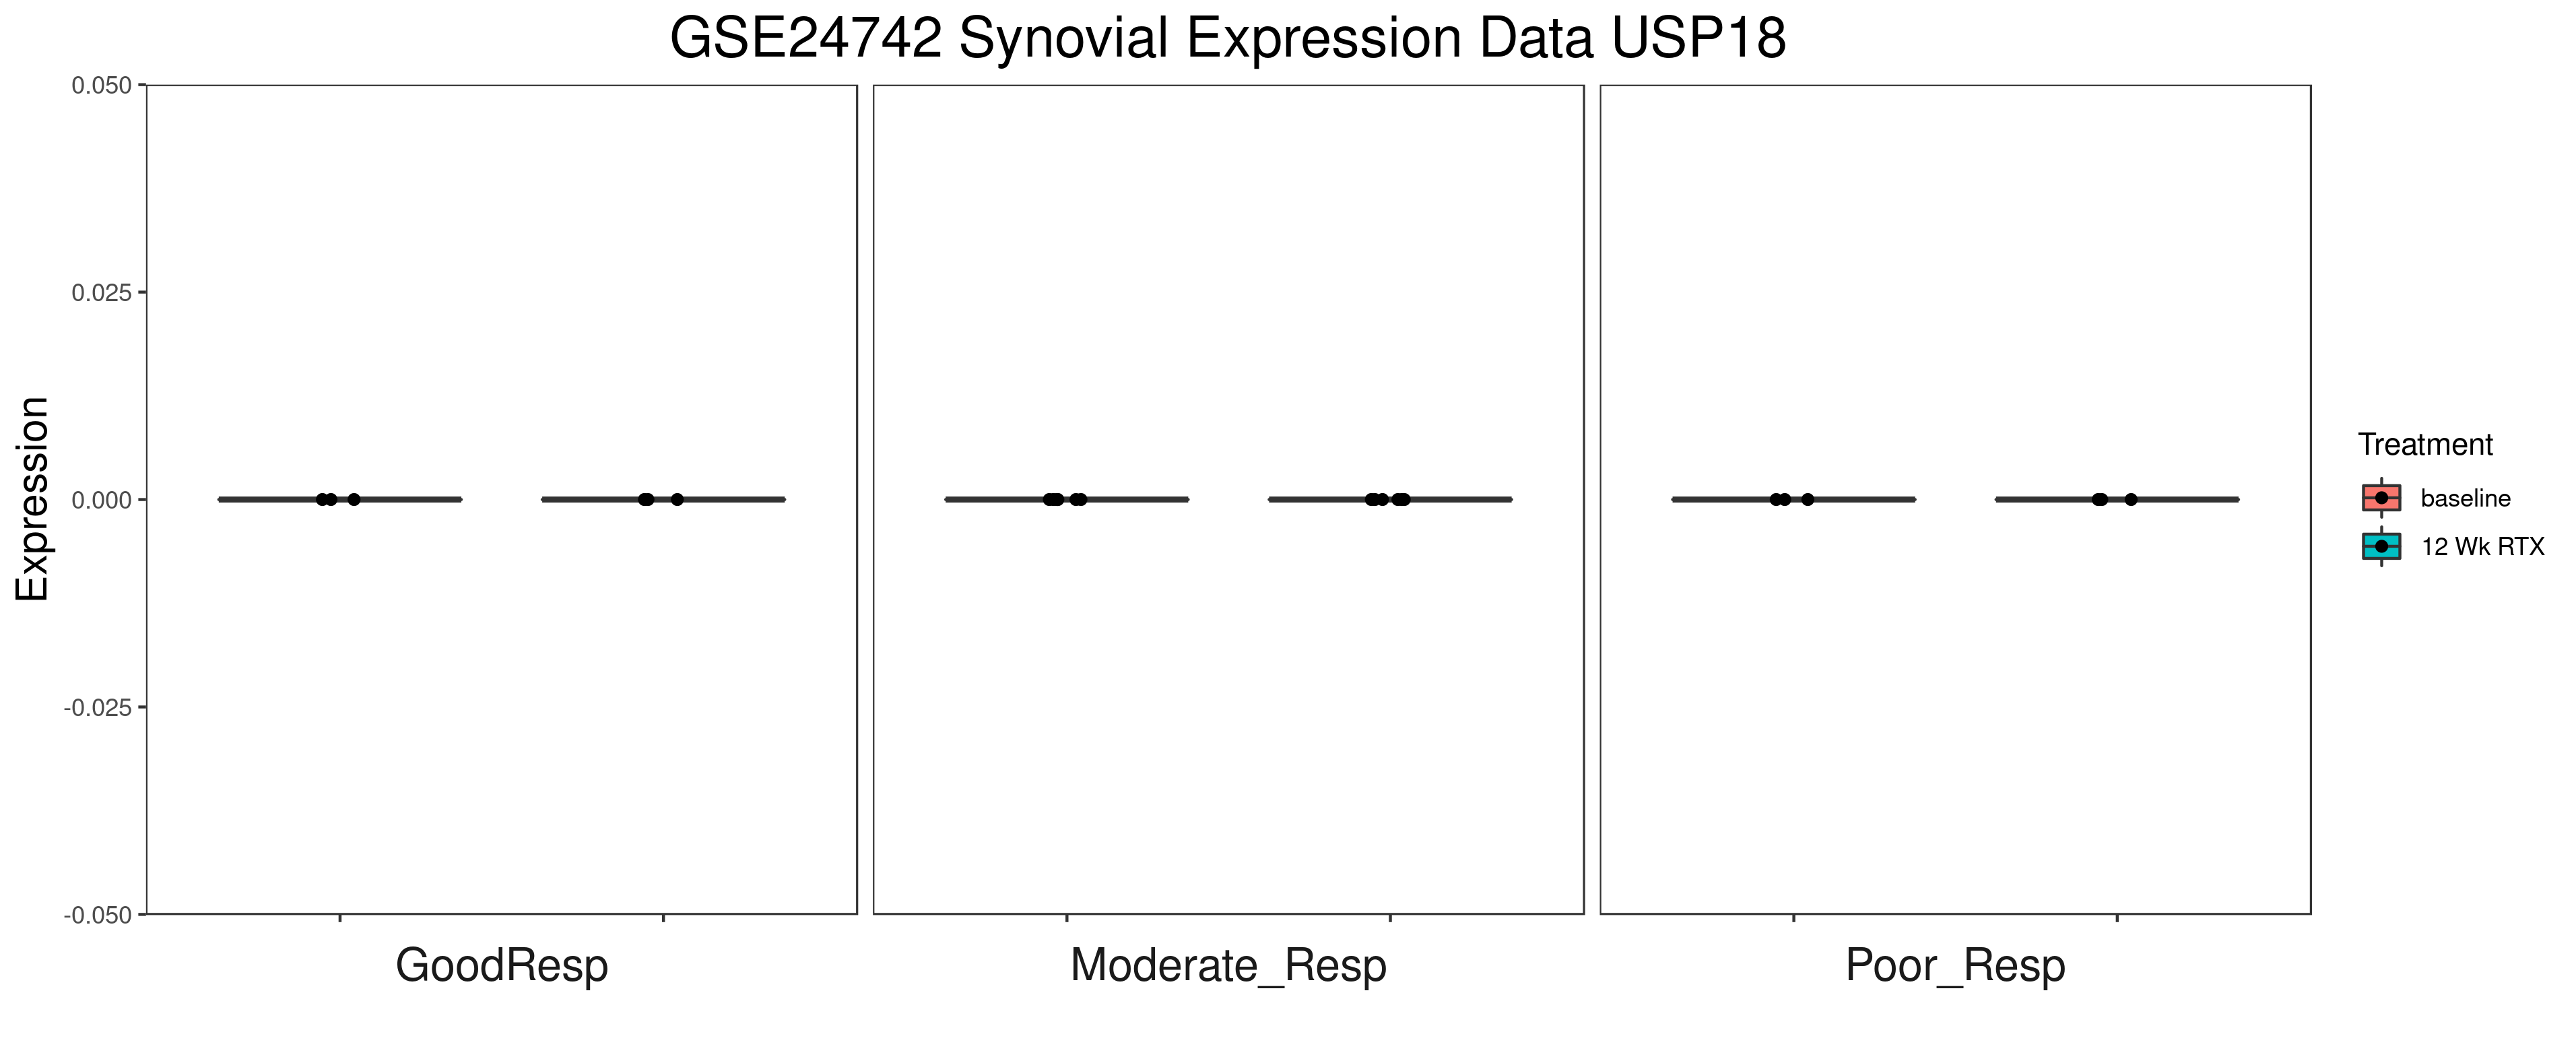 GSE24742 Synovial Expression Data USP18
Expression
0.050
0.025
0.000
-0.025
-0.050
GoodResp
Moderate_Resp
Poor_Resp
Treatment
baseline
12 Wk RTX